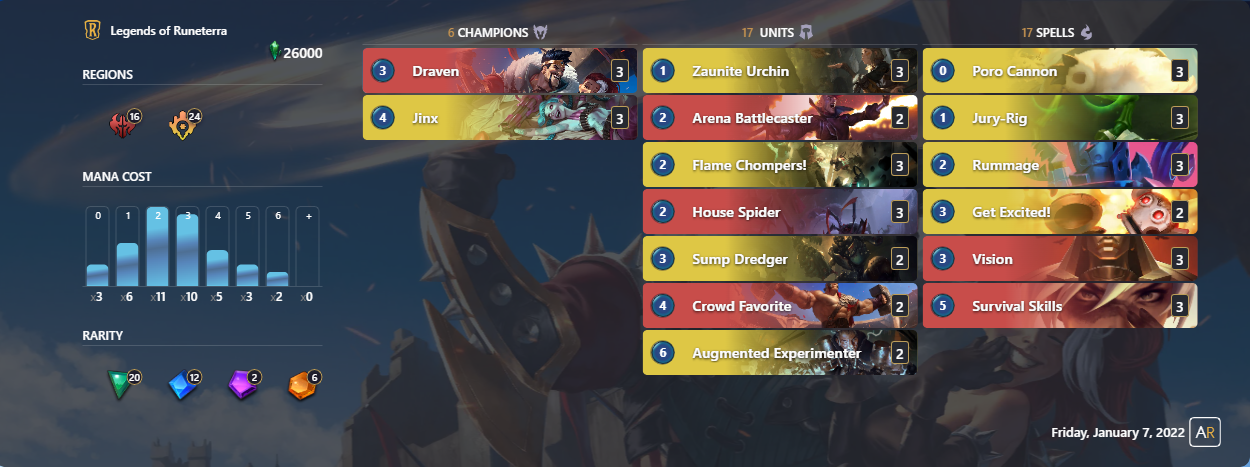 Legends of Runeterra
26000
REGIONS
16 24
MANA COST
0 1 2 3 4 5 6 +
x3 x6 x11 x10 x5 x3 x2 x0
RARITY
20 12 2 6
6 CHAMPIONS
3 Draven 3
4 Jinx 3
17 UNITS
1 Zaunite Urchin 3
2 Arena Battlecaster 2
2 Flame Chompers! 3
2 House Spider 3
3 Sump Dredger 2
4 Crowd Favorite 2
6 Augmented Experimenter 2
17 SPELLS
0 Poro Cannon 3
1 Jury-Rig 3
2 Rummage 3
3 Get Excited! 2
3 Vision 3
5 Survival Skills 3
Friday, January 7, 2022 AR